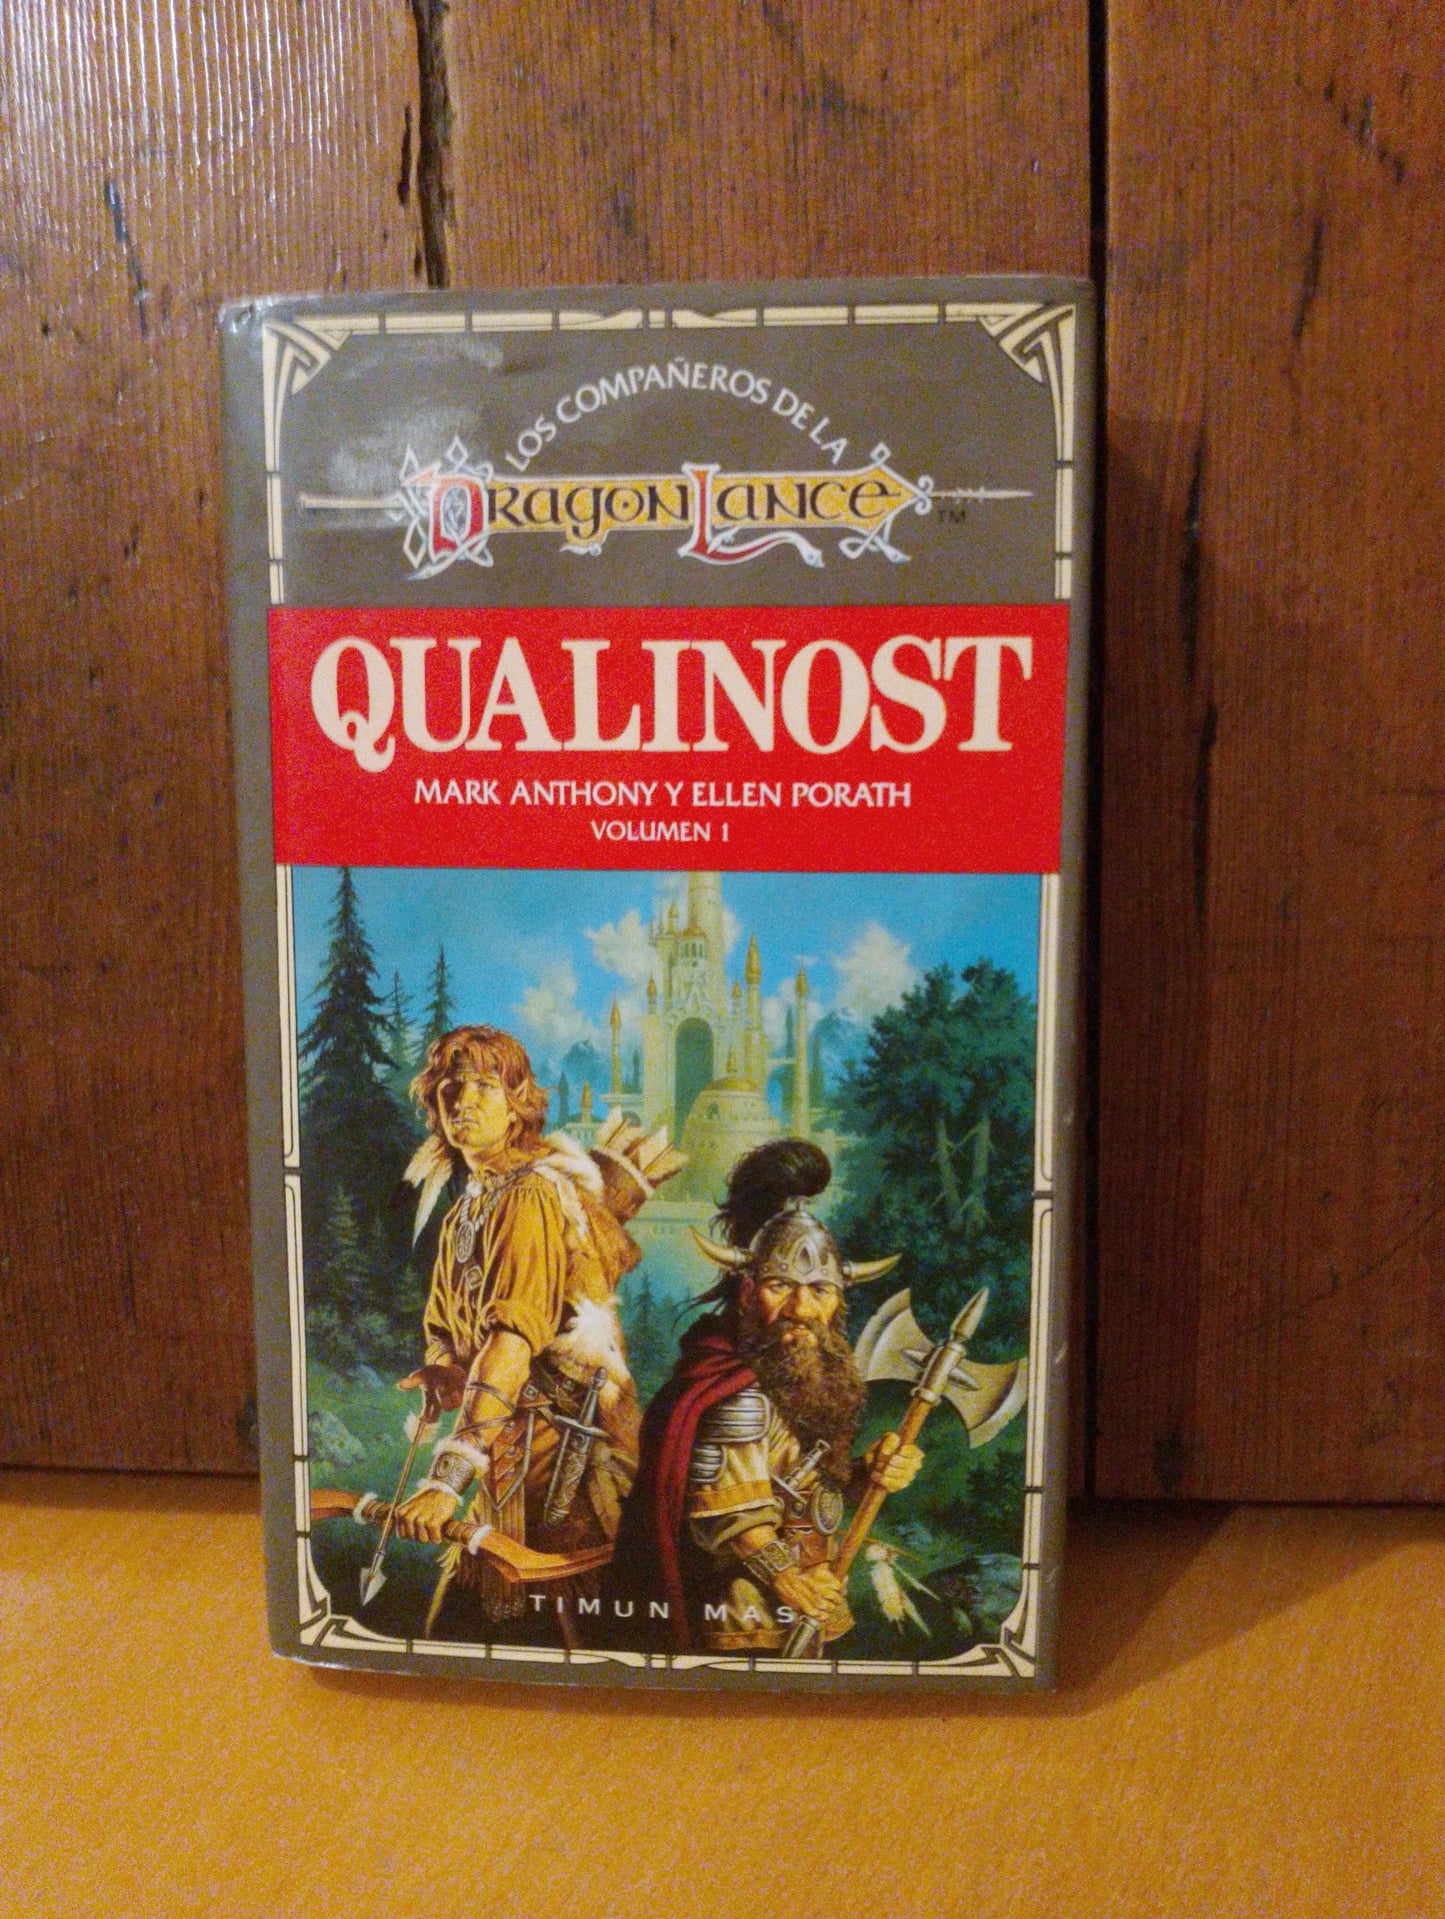 LOS COMPAÑEROS DE LA
DRAGONLANCE TM
QUALINOST
MARK ANTHONY Y ELLEN PORATH
VOLUMEN 1
TIMUN MAS